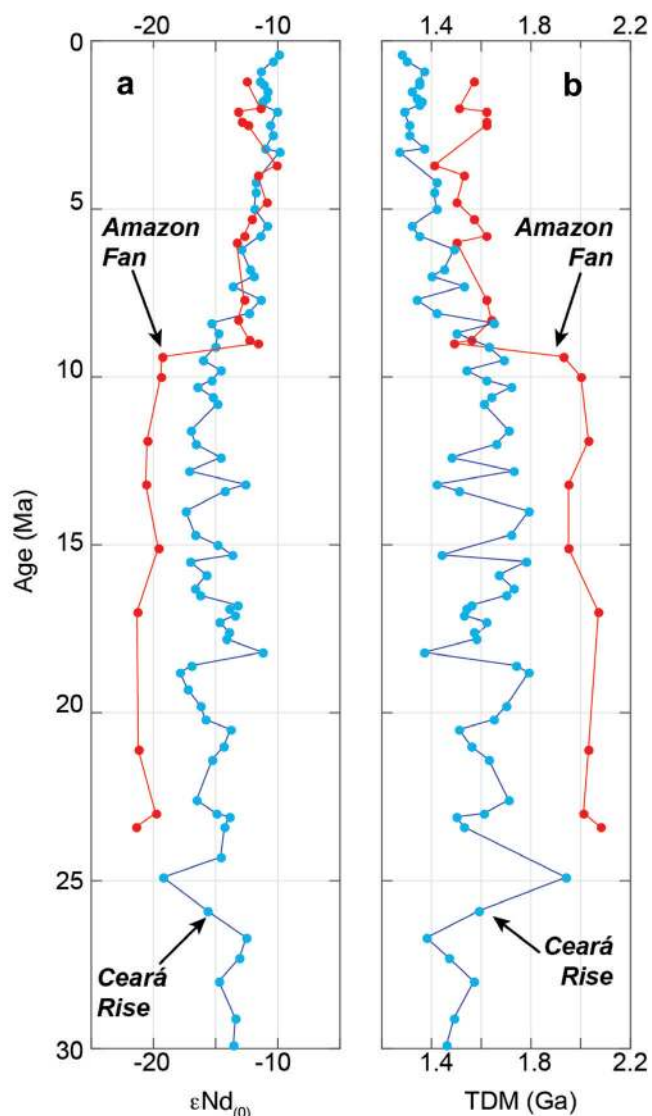 -20 -10
1.4 1.8 2.2
0
a
b
5
Amazon
Fan
Amazon
Fan
10
Age (Ma)
15
20
25
Ceará
Rise
Ceará
Rise
30
-20 -10
1.4 1.8 2.2
εNd(0)
TDM (Ga)